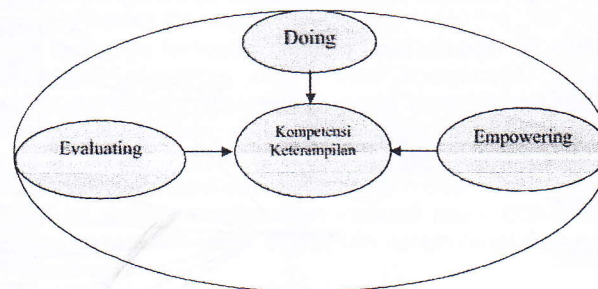 Doing
Evaluating
Kompetensi
Keterampilan
Empowering